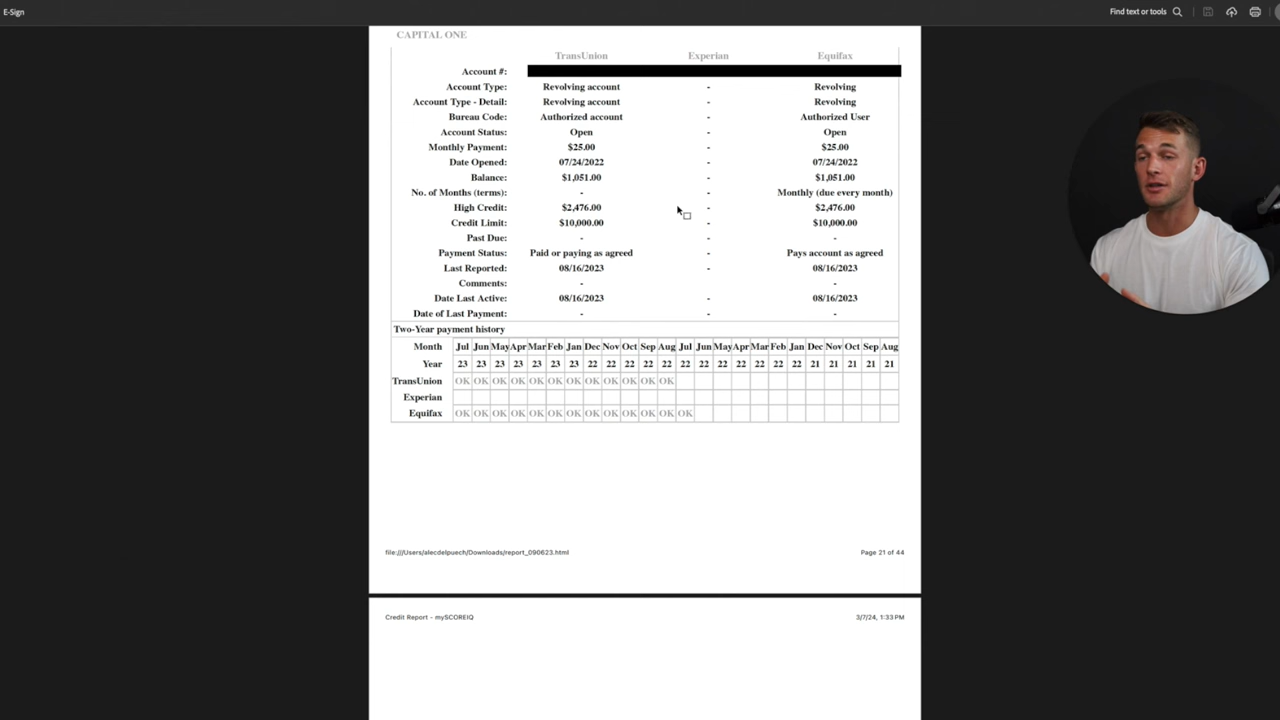 E-Sign
Find text or tools
CAPITAL ONE
TransUnion Experian Equifax
Account #:
Account Type: Revolving account - Revolving
Account Type - Detail: Revolving account - Revolving
Bureau Code: Authorized account - Authorized User
Account Status: Open - Open
Monthly Payment: $25.00 - $25.00
Date Opened: 07/24/2022 - 07/24/2022
Balance: $1,051.00 - $1,051.00
No. of Months (terms): - - Monthly (due every month)
High Credit: $2,476.00 - $2,476.00
Credit Limit: $10,000.00 - $10,000.00
Past Due: - - -
Payment Status: Paid or paying as agreed - Pays account as agreed
Last Reported: 08/16/2023 - 08/16/2023
Comments: - - -
Date Last Active: 08/16/2023 - 08/16/2023
Date of Last Payment: - - -
Two-Year payment history
Month Jul Jun May Apr Mar Feb Jan Dec Nov Oct Sep Aug Jul Jun May Apr Mar Feb Jan Dec Nov Oct Sep Aug
Year 23 23 23 23 23 23 23 22 22 22 22 22 22 22 22 22 22 22 22 21 21 21 21 21
TransUnion OK OK OK OK OK OK OK OK OK OK OK OK
Experian
Equifax OK OK OK OK OK OK OK OK OK OK OK OK OK
file:///Users/alecdelpuech/Downloads/report_090623.html Page 21 of 44
Credit Report - mySCOREIQ 3/7/24, 1:33 PM